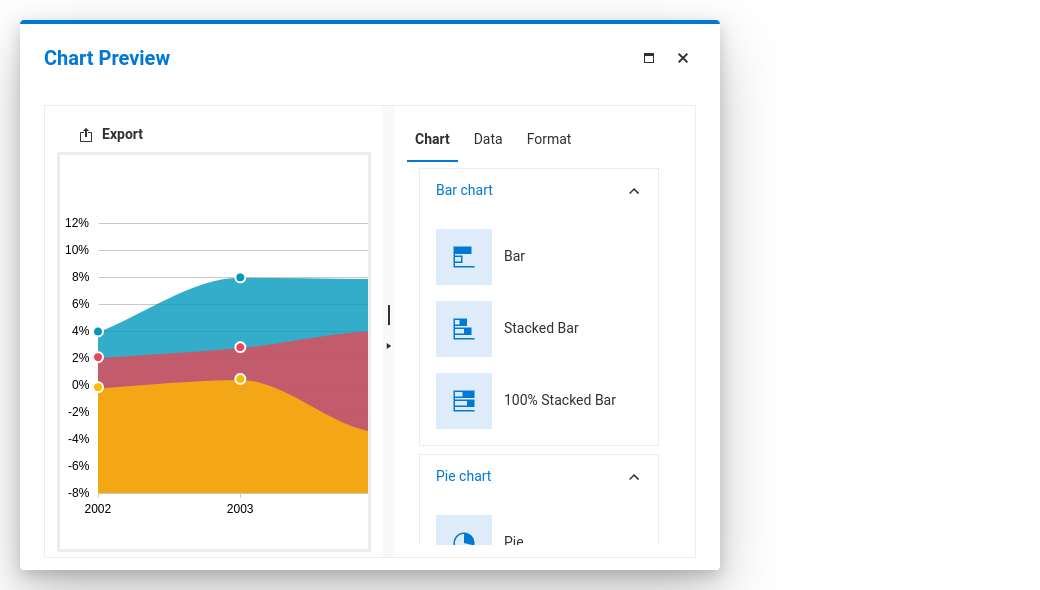 Chart Preview
Export
12%
10%
8%
6%
4%
2%
0%
-2%
-4%
-6%
-8%
2002 2003
Chart Data Format
Bar chart
Bar
Stacked Bar
100% Stacked Bar
Pie chart
Pie